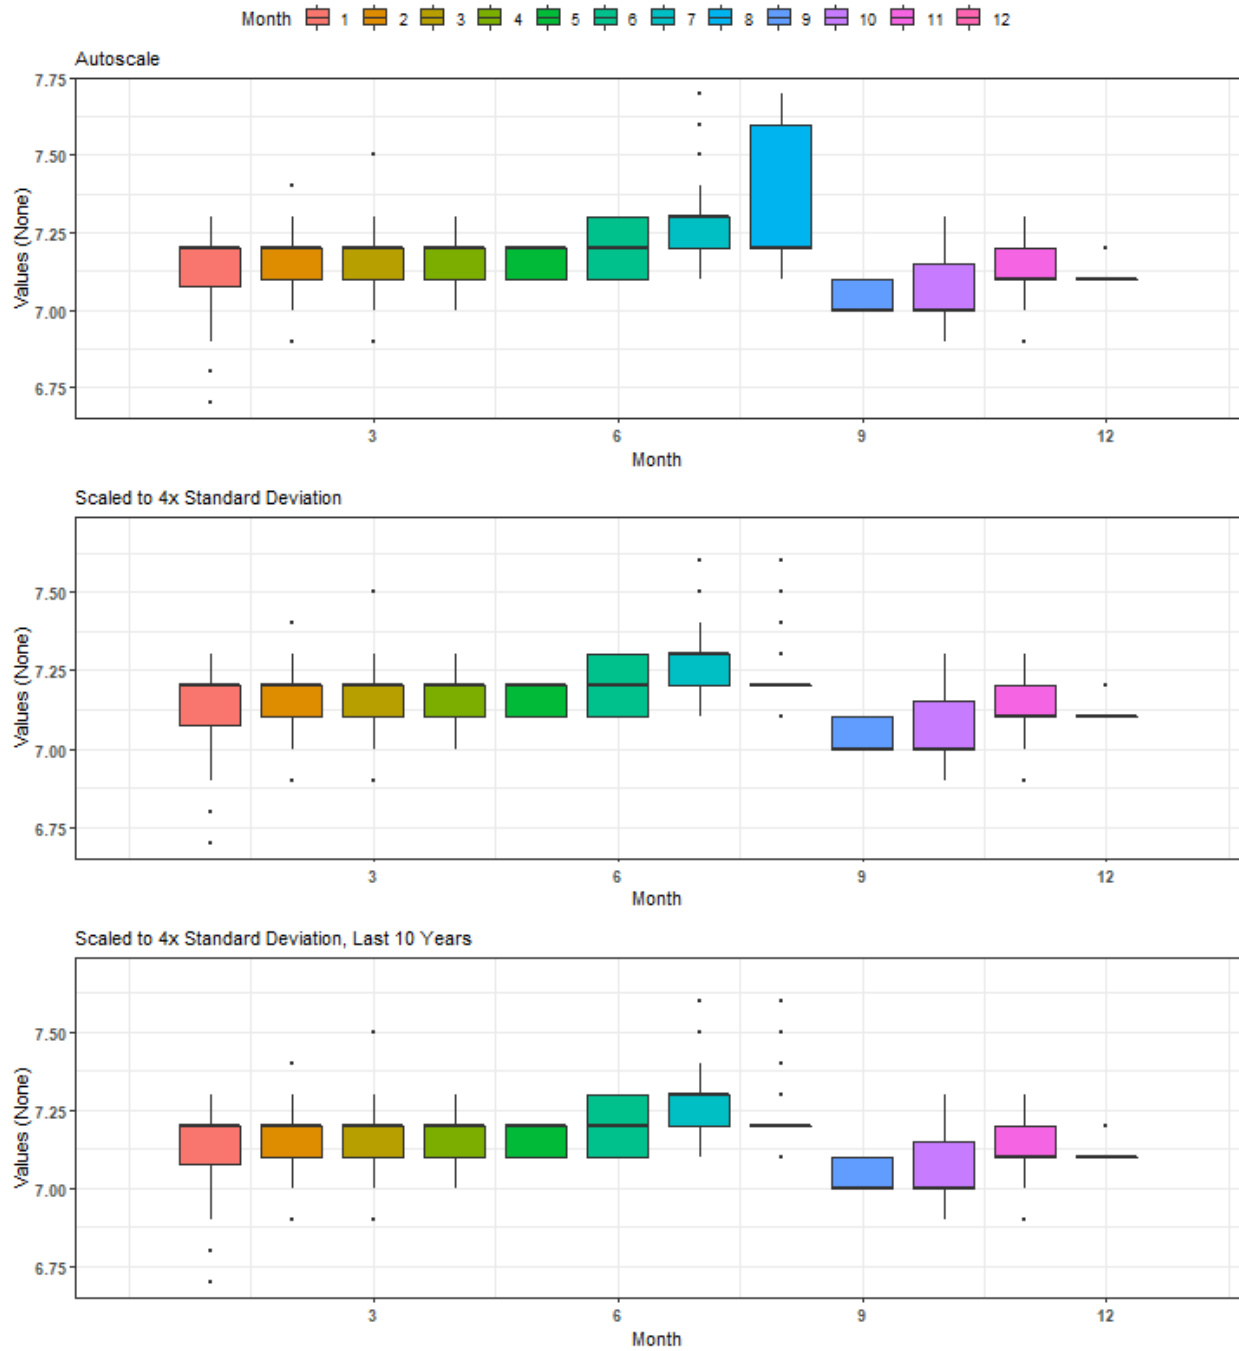 Month 1 2 3 4 5 6 7 8 9 10 11 12
Autoscale
7.75
7.50
7.25
7.00
6.75
Values (None)
3 6 9 12
Month
Scaled to 4x Standard Deviation
7.50
7.25
7.00
6.75
Values (None)
3 6 9 12
Month
Scaled to 4x Standard Deviation, Last 10 Years
7.50
7.25
7.00
6.75
Values (None)
3 6 9 12
Month